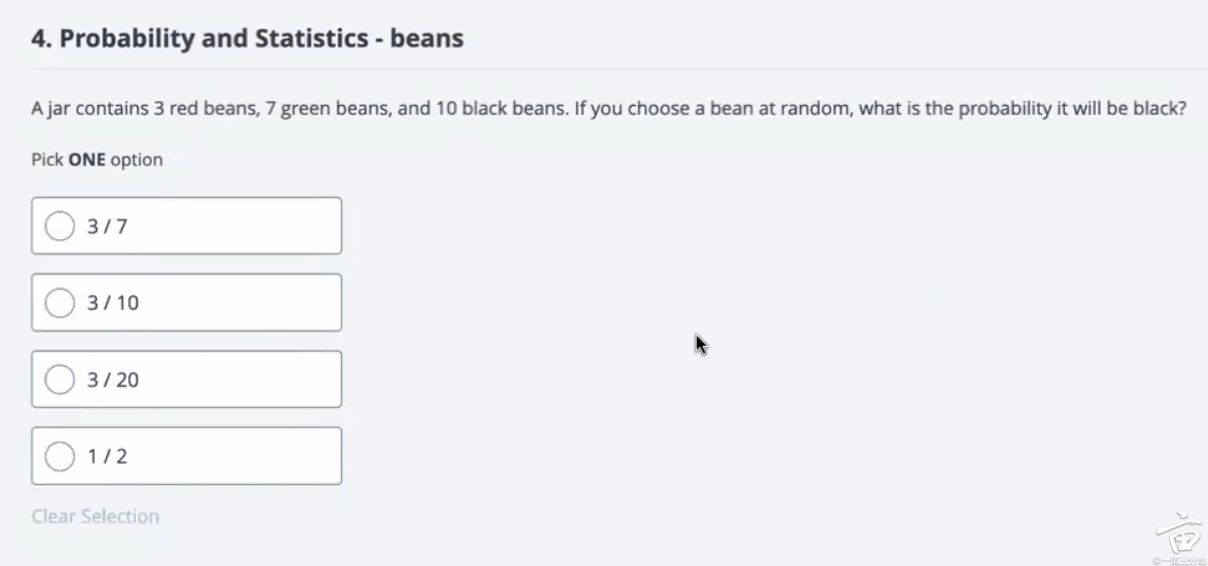 4. Probability and Statistics - beans
A jar contains 3 red beans, 7 green beans, and 10 black beans. If you choose a bean at random, what is the probability it will be black?
Pick ONE option
3 / 7
3 / 10
3 / 20
1 / 2
Clear Selection